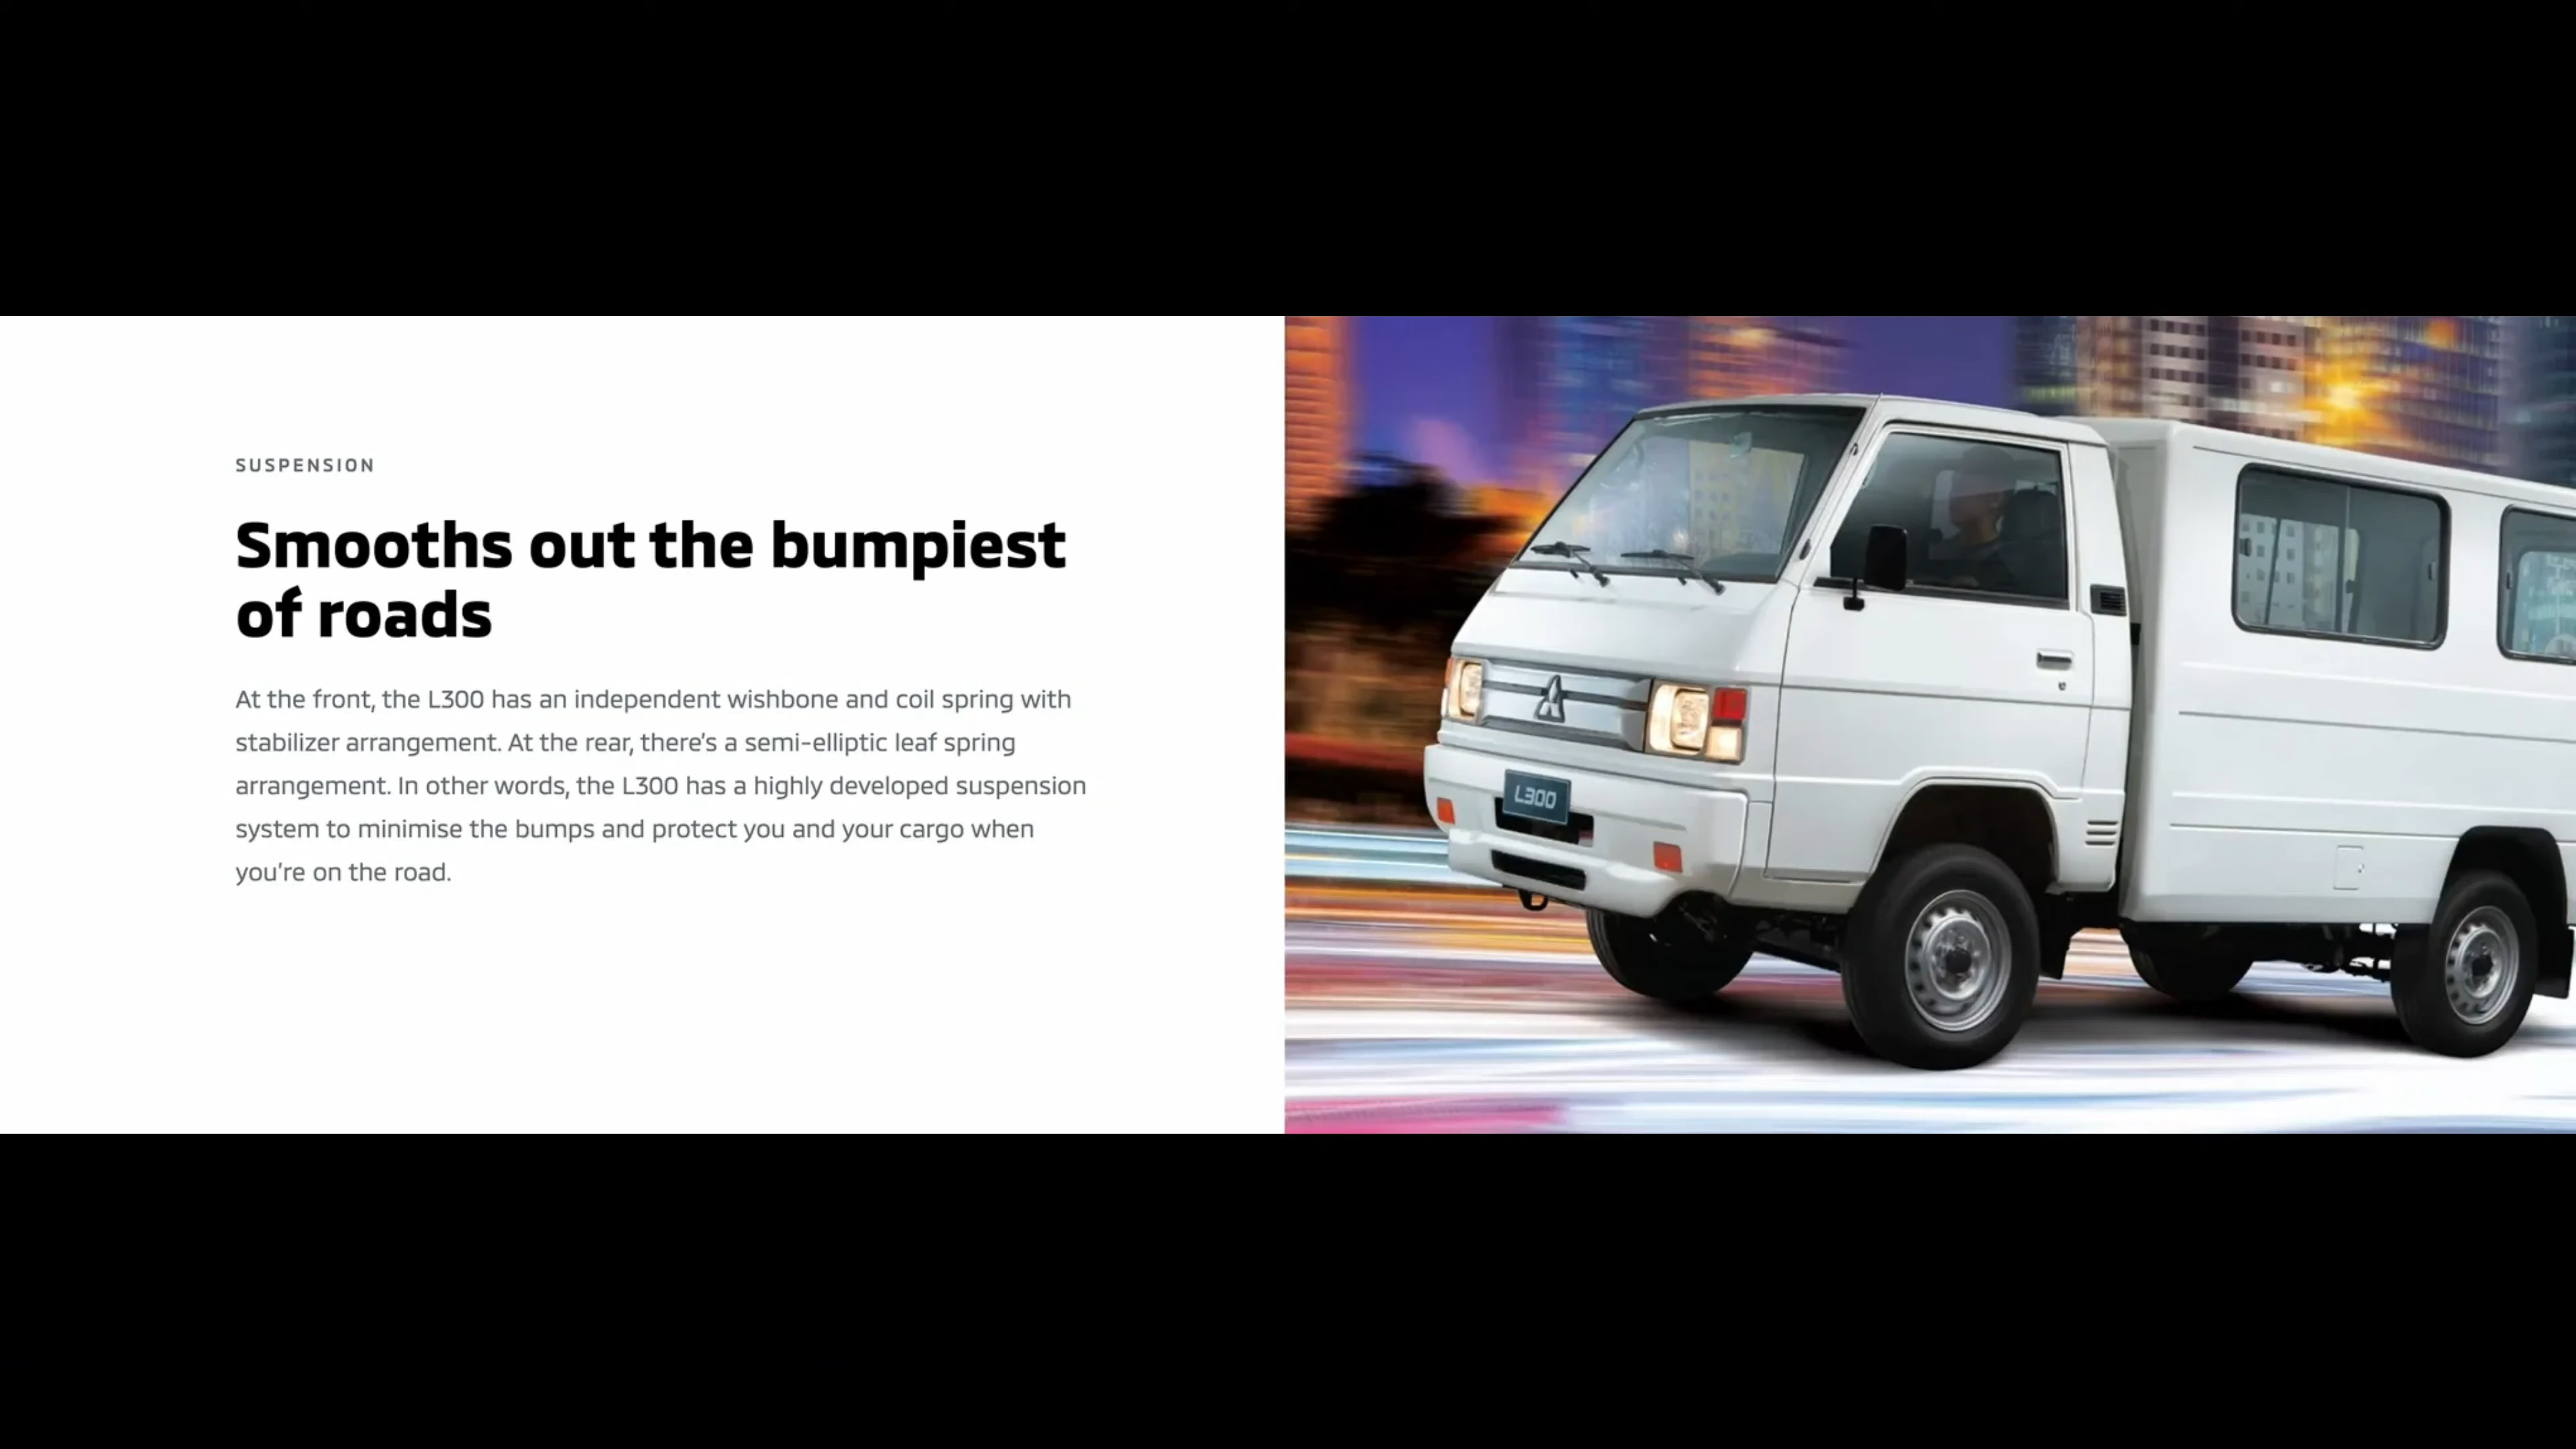 SUSPENSION
Smooths out the bumpiest
of roads
At the front, the L300 has an independent wishbone and coil spring with
stabilizer arrangement. At the rear, there's a semi-elliptic leaf spring
arrangement. In other words, the L300 has a highly developed suspension
system to minimise the bumps and protect you and your cargo when
you're on the road.
L300